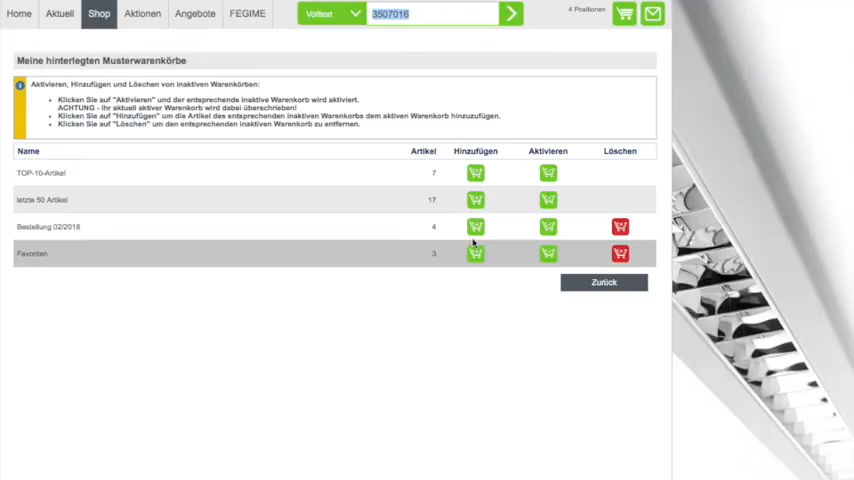 Home Aktuell Shop Aktionen Angebote FEGIME Volltext 3507016 4 Positionen
Meine hinterlegten Musterwarenkörbe
Aktivieren, Hinzufügen und Löschen von inaktiven Warenkörben:
Klicken Sie auf "Aktivieren" und der entsprechende inaktive Warenkorb wird aktiviert.
ACHTUNG - Ihr aktuell aktiver Warenkorb wird dabei überschrieben!
Klicken Sie auf "Hinzufügen" um die Artikel des entsprechenden inaktiven Warenkorbs dem aktiven Warenkorb hinzuzufügen.
Klicken Sie auf "Löschen" um den entsprechenden inaktiven Warenkorb zu entfernen.
Name Artikel Hinzufügen Aktivieren Löschen
TOP-10-Artikel 7
letzte 50 Artikel 17
Bestellung 02/2018 4
Favoriten 3
Zurück